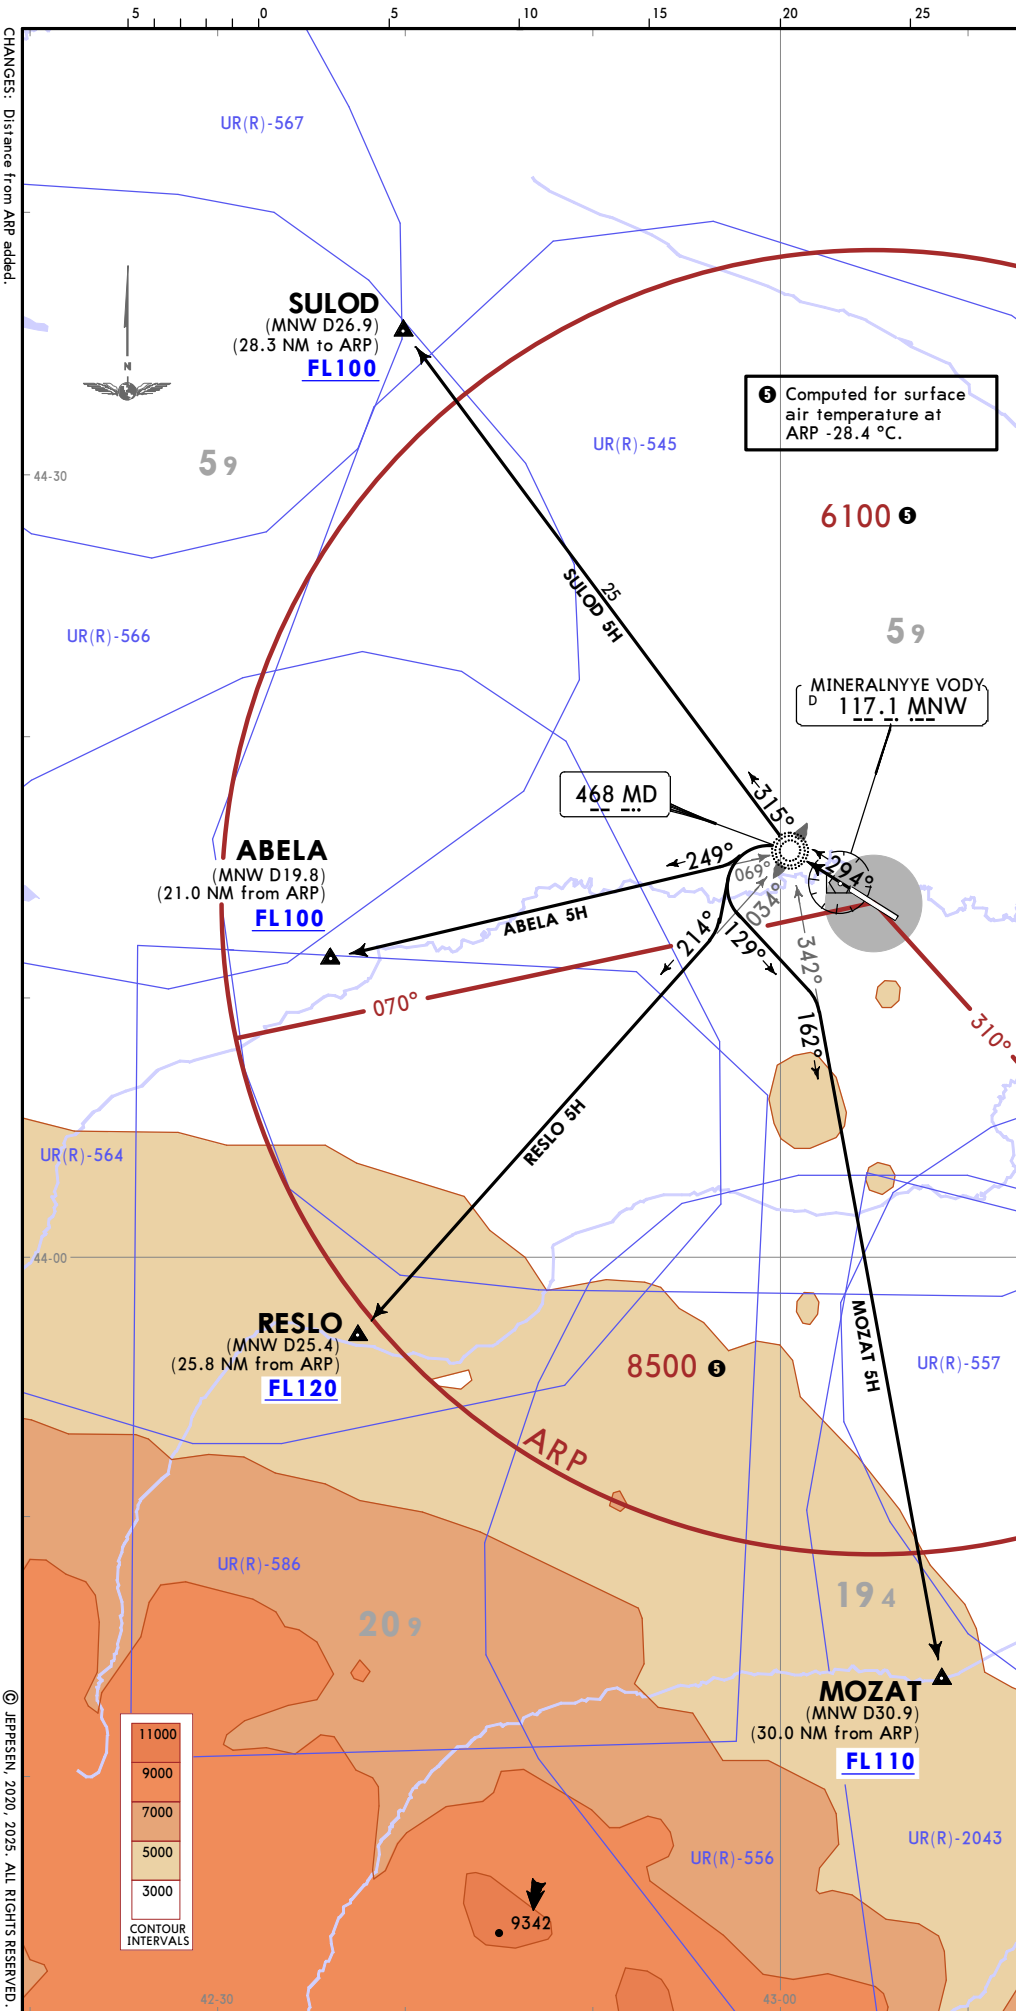 5 0 5 10 15 20 25
CHANGES: Distance from ARP added.
UR(R)-567
SULOD
(MNW D26.9)
(28.3 NM to ARP)
FL100
N
5 Computed for surface
air temperature at
ARP -28.4 °C.
UR(R)-545
59
44-30
6100 5
25
SULOD 5H
59
UR(R)-566
MINERALNYYE VODY
D 117.1 MNW
468 MD
315°
ABELA
(MNW D19.8)
(21.0 NM from ARP)
FL100
249°
069°
294°
034°
ABELA 5H
214°
129°
342°
070°
310°
162°
RESLO 5H
UR(R)-564
44-00
RESLO
(MNW D25.4)
(25.8 NM from ARP)
FL120
MOZAT 5H
8500 5
UR(R)-557
ARP
UR(R)-586
194
209
MOZAT
(MNW D30.9)
(30.0 NM from ARP)
FL110
11000
9000
7000
5000
3000
CONTOUR
INTERVALS
UR(R)-2043
UR(R)-556
9342
42-30
43-00
© JEPPESEN, 2020, 2025. ALL RIGHTS RESERVED.